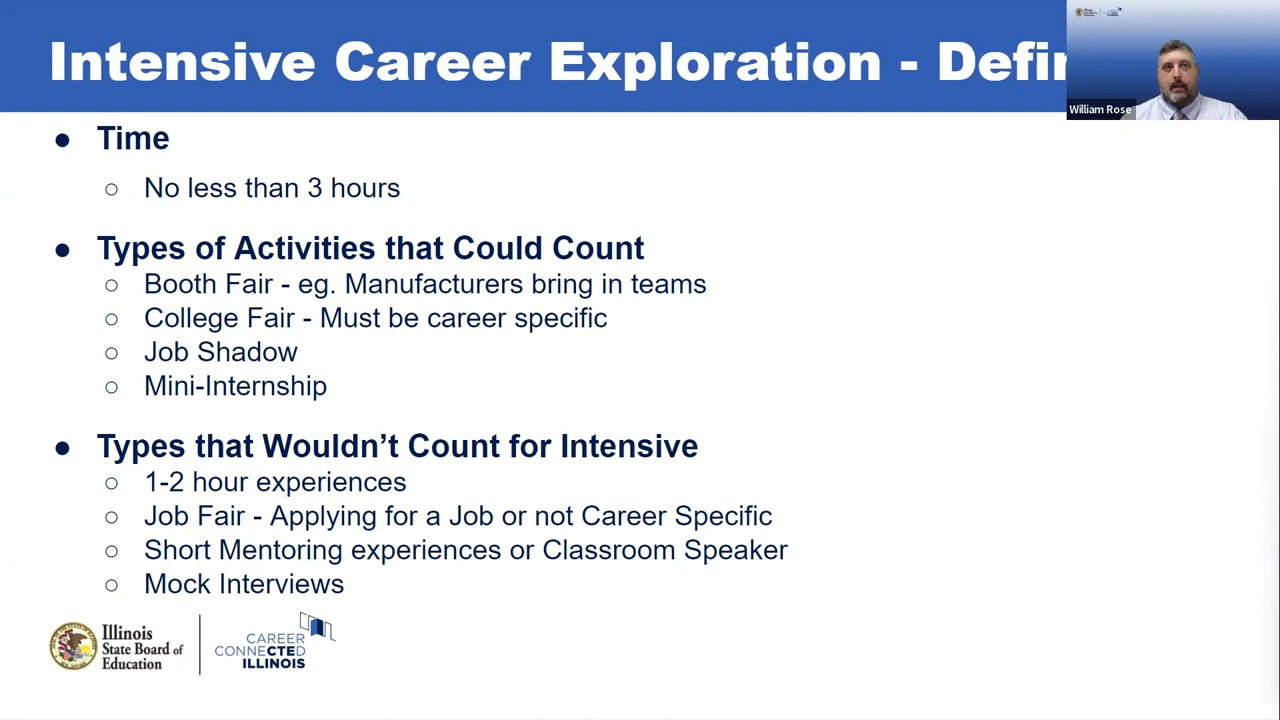 Intensive Career Exploration - Defin
William Rose
● Time
○ No less than 3 hours
● Types of Activities that Could Count
○ Booth Fair - eg. Manufacturers bring in teams
○ College Fair - Must be career specific
○ Job Shadow
○ Mini-Internship
● Types that Wouldn’t Count for Intensive
○ 1-2 hour experiences
○ Job Fair - Applying for a Job or not Career Specific
○ Short Mentoring experiences or Classroom Speaker
○ Mock Interviews
Illinois
State Board of
Education
CAREER
CONNECTED
ILLINOIS